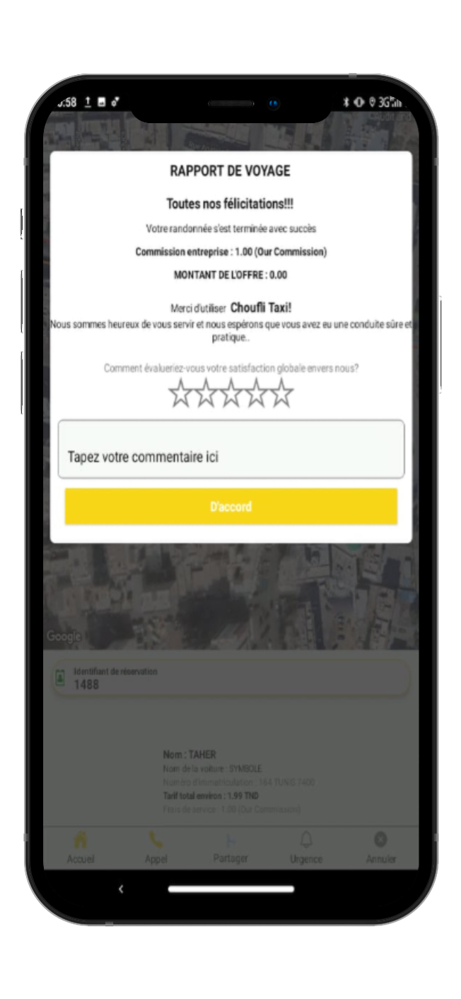 :58
3G
RAPPORT DE VOYAGE
Toutes nos félicitations!!!
Votre randonnée s'est terminée avec succès
Commission entreprise : 1.00 (Our Commission)
MONTANT DE L'OFFRE : 0.00
Merci d'utiliser Choufli Taxi!
Nous sommes heureux de vous servir et nous espérons que vous avez eu une conduite sûre et
pratique..
Comment évalueriez-vous votre satisfaction globale envers nous?
Tapez votre commentaire ici
D'accord
Google
Identifiant de réservation
1488
Nom : TAHER
Nom de la voiture : SYMBOLE
Numéro d'immatriculation : 164 TUNIS 7400
Tarif total environ : 1.99 TND
Frais de service : 1.00 (Our Commission)
Accueil
Appel
Partager
Urgence
Annuler